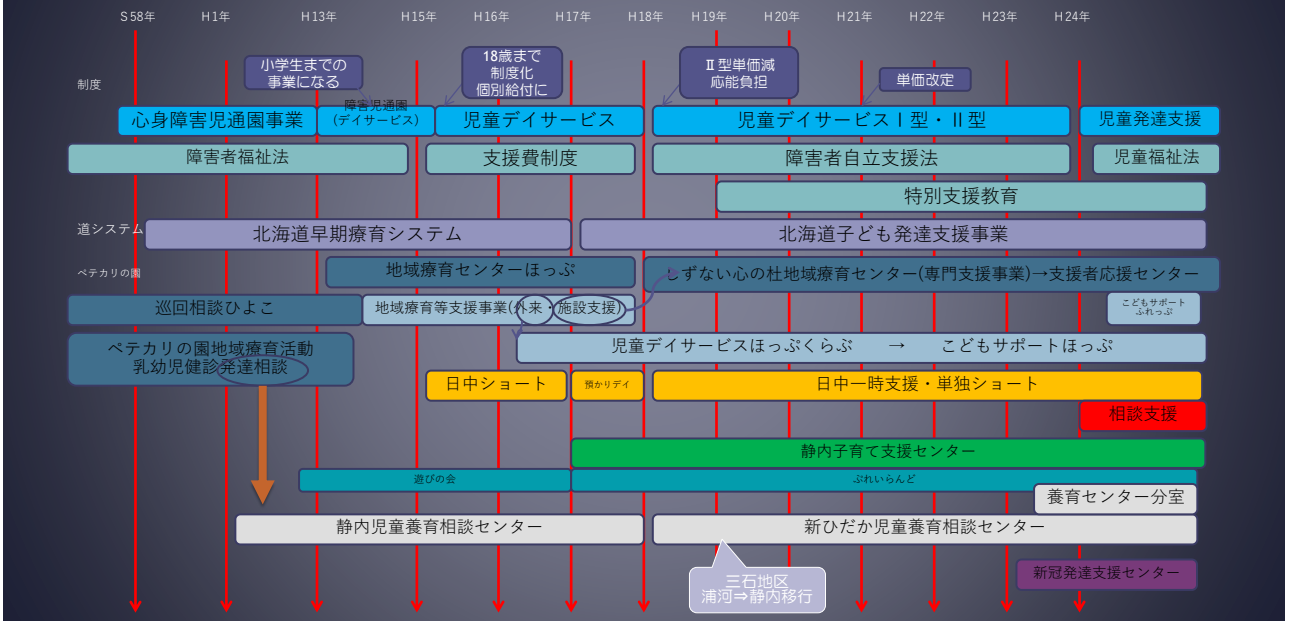 S58年 H1年 H13年 H15年 H16年 H17年 H18年 H19年 H20年 H21年 H22年 H23年 H24年
制度
小学生までの
事業になる
18歳まで
制度化
個別給付に
Ⅱ型単価減
応能負担
単価改定
心身障害児通園事業
障害児通園
(デイサービス)
児童デイサービス
児童デイサービスⅠ型・Ⅱ型
児童発達支援
障害者福祉法
支援費制度
障害者自立支援法
児童福祉法
特別支援教育
道システム
北海道早期療育システム
北海道子ども発達支援事業
ペテカリの園
地域療育センターほっぷ
しずない心の杜地域療育センター(専門支援事業)→支援者応援センター
巡回相談ひよこ
地域療育等支援事業(外来・施設支援)
こどもサポート
ふれっぷ
ペテカリの園地域療育活動
乳幼児健診発達相談
児童デイサービスほっぷくらぶ → こどもサポートほっぷ
日中ショート
預かりデイ
日中一時支援・単独ショート
相談支援
静内子育て支援センター
遊びの会
ぷれいらんど
養育センター分室
静内児童養育相談センター
新ひだか児童養育相談センター
三石地区
浦河⇒静内移行
新冠発達支援センター